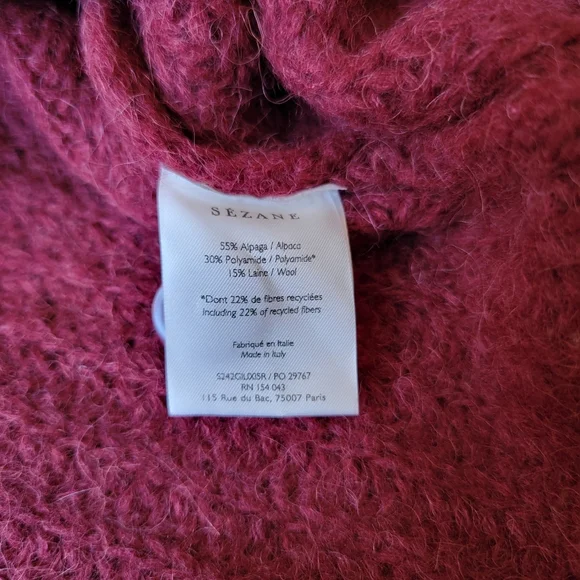 SÉZANE
55% Alpaga / Alpaca
30% Polyamide / Polyamide*
15% Laine / Wool
*Dont 22% de fibres recyclées
Including 22% of recycled fibers
Fabriqué en Italie
Made in Italy
PO 29767
RN 154 043
115 Rue du Bac, 75007 Paris